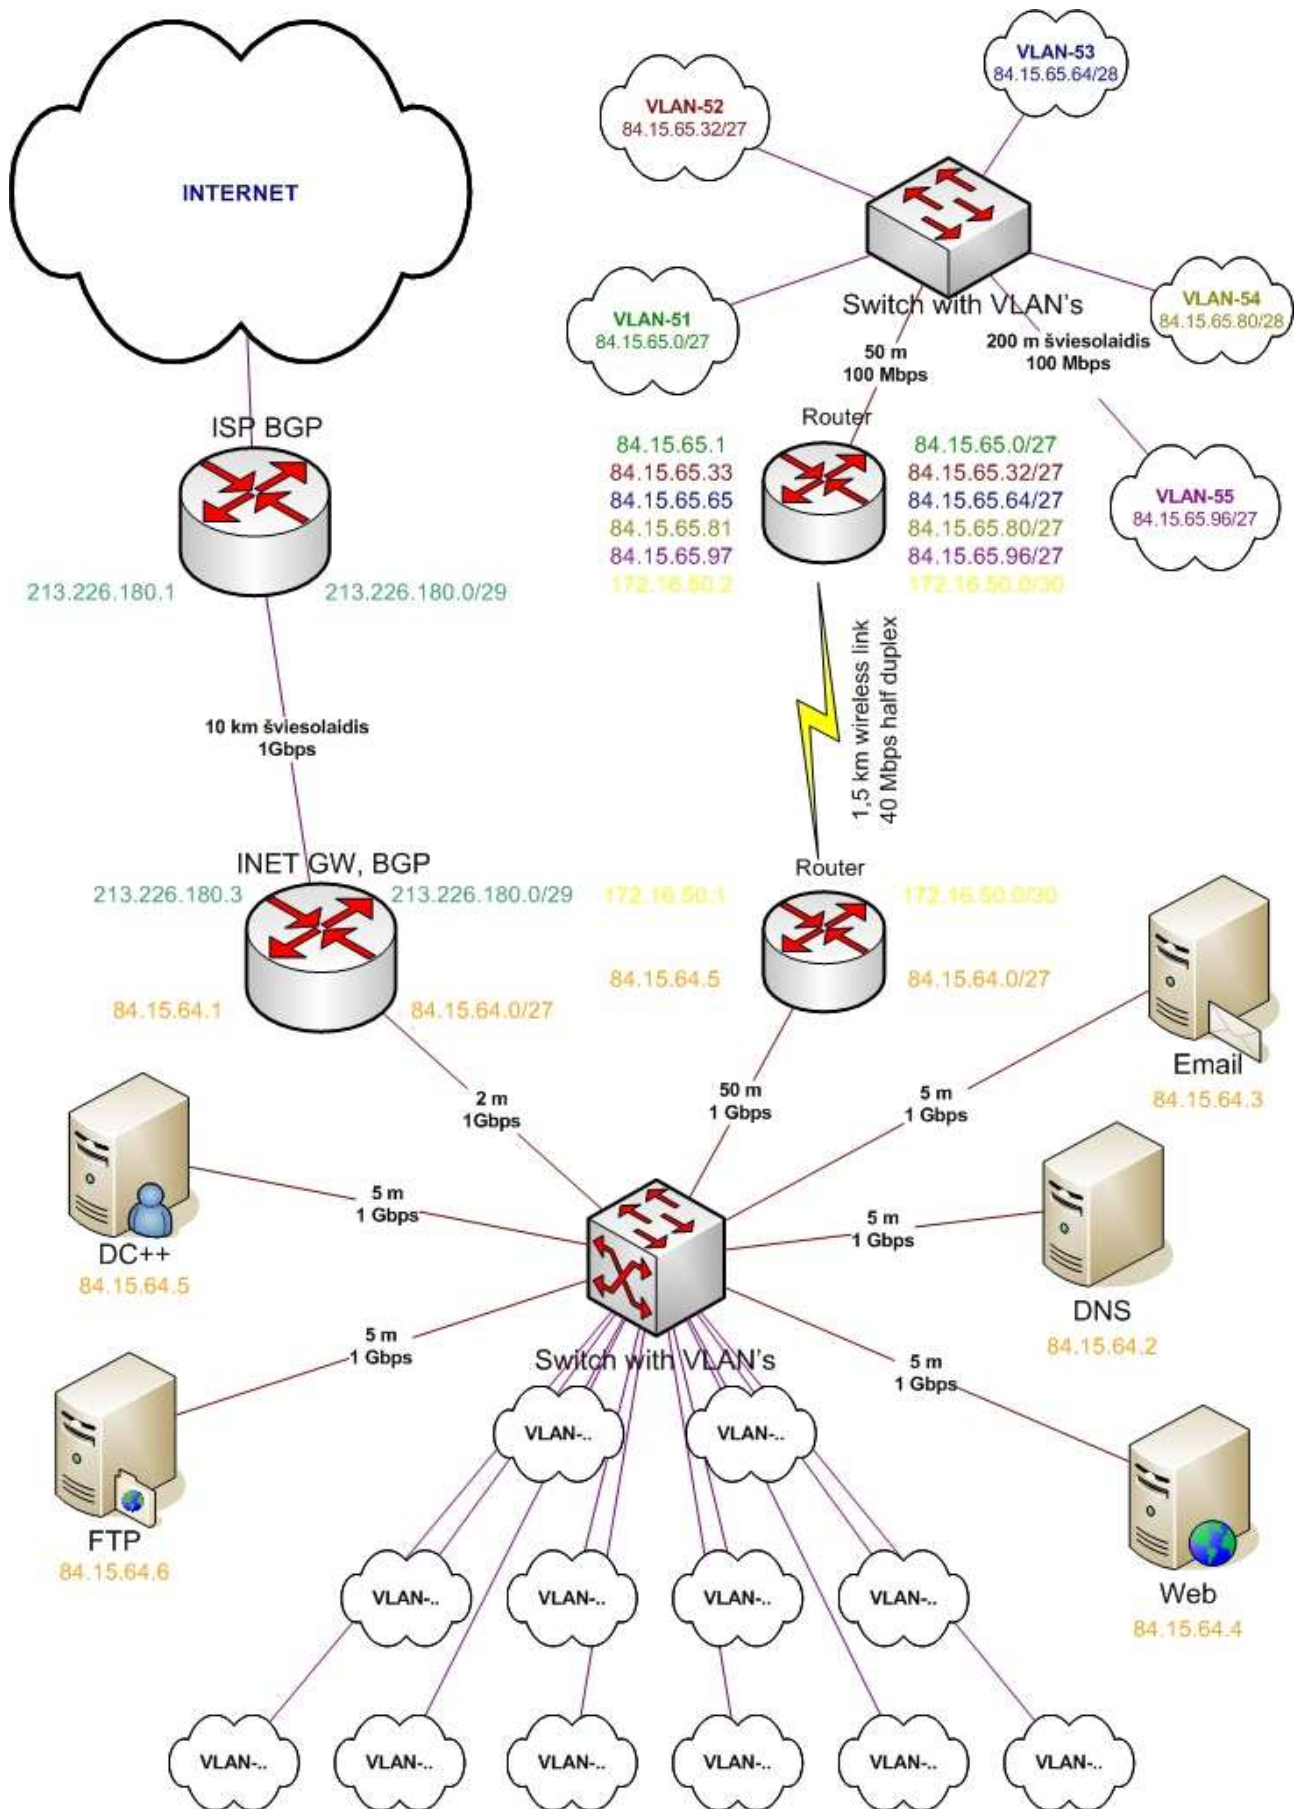 INTERNET
VLAN-53
84.15.65.64/28
VLAN-52
84.15.65.32/27
VLAN-51
84.15.65.0/27
Switch with VLAN's
VLAN-54
84.15.65.80/28
50 m
100 Mbps
200 m šviesolaidis
100 Mbps
VLAN-55
84.15.65.96/27
ISP BGP
213.226.180.1
213.226.180.0/29
Router
84.15.65.1
84.15.65.0/27
84.15.65.33
84.15.65.32/27
84.15.65.65
84.15.65.64/27
84.15.65.81
84.15.65.80/27
84.15.65.97
84.15.65.96/27
172.16.50.2
172.16.50.0/30
10 km šviesolaidis
1Gbps
1,5 km wireless link
40 Mbps half duplex
INET GW, BGP
213.226.180.3
213.226.180.0/29
84.15.64.1
84.15.64.0/27
Router
172.16.50.1
172.16.50.0/30
84.15.64.5
84.15.64.0/27
Email
84.15.64.3
2 m
1Gbps
50 m
1 Gbps
5 m
1 Gbps
DC++
84.15.64.5
5 m
1 Gbps
5 m
1 Gbps
DNS
84.15.64.2
5 m
1 Gbps
Switch with VLAN's
5 m
1 Gbps
FTP
84.15.64.6
Web
84.15.64.4
VLAN-..
VLAN-..
VLAN-..
VLAN-..
VLAN-..
VLAN-..
VLAN-..
VLAN-..
VLAN-..
VLAN-..
VLAN-..
VLAN-..